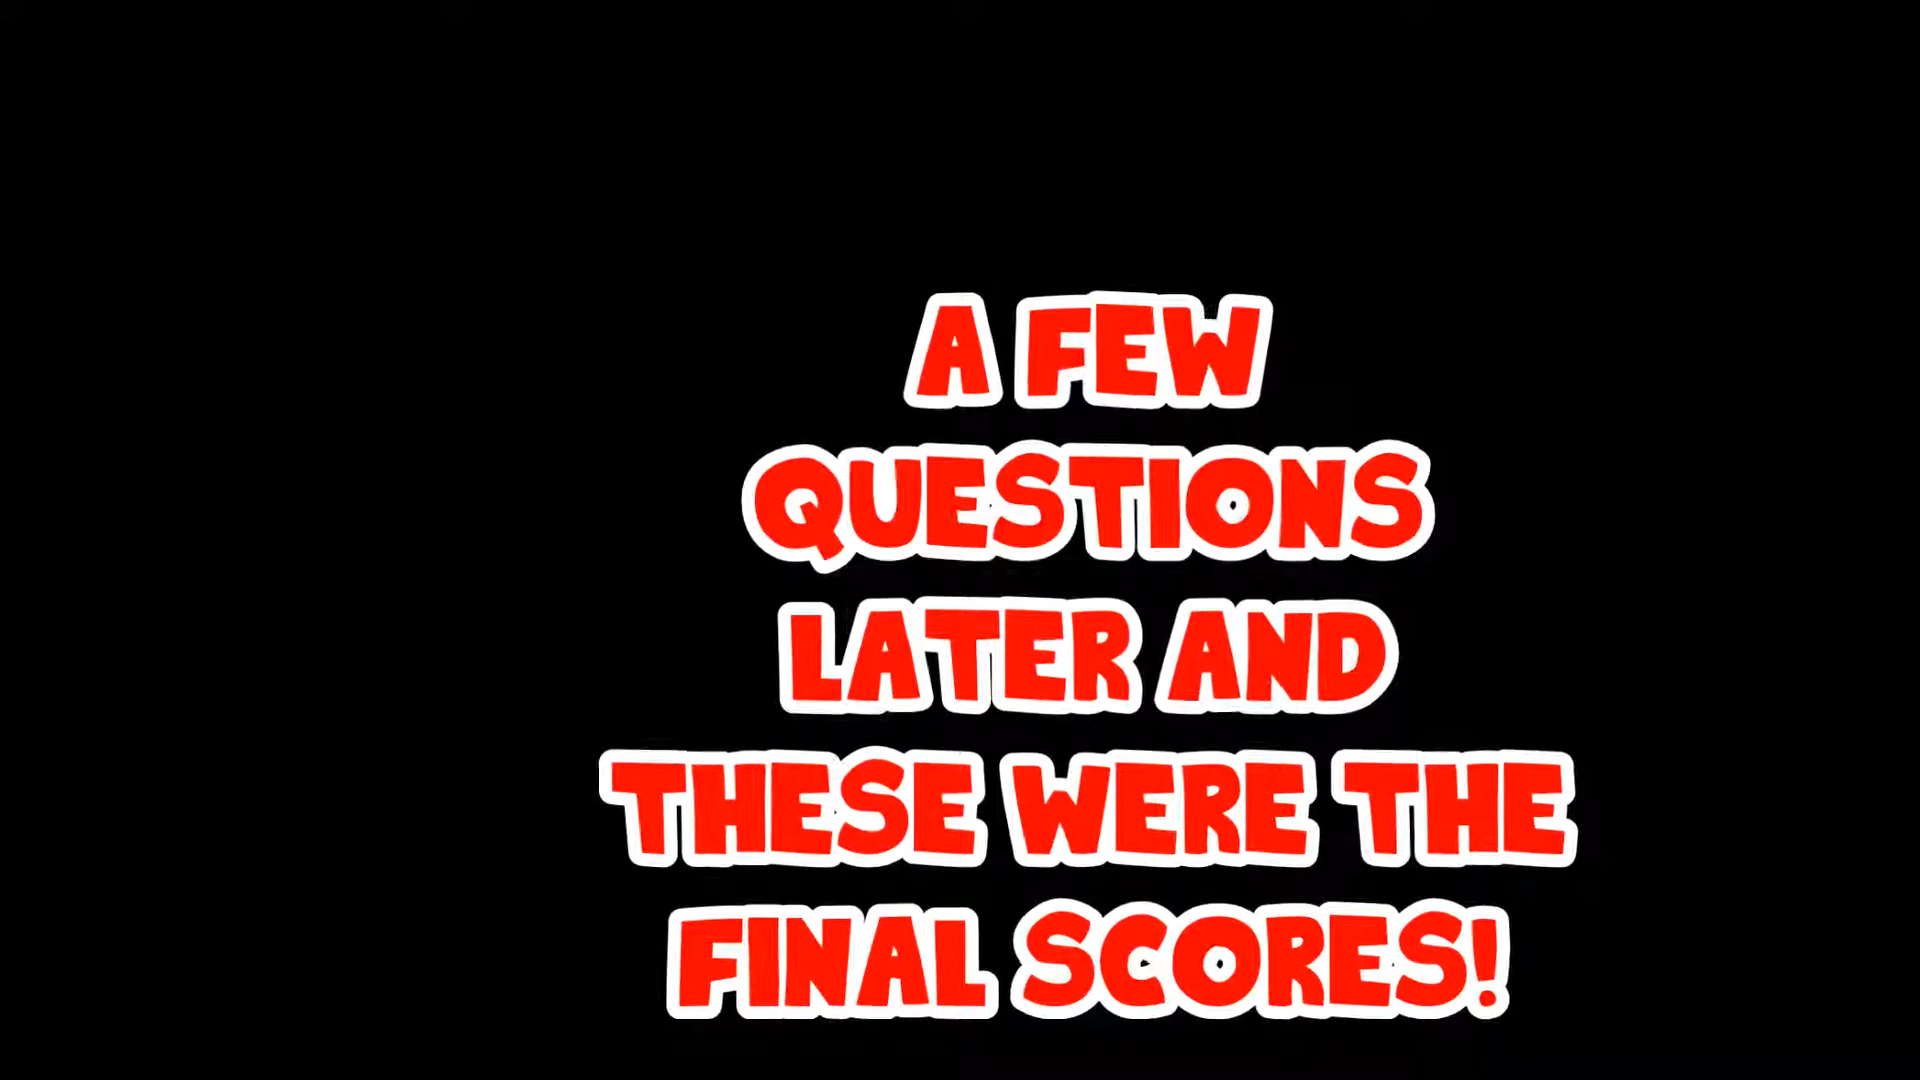 A FEW
QUESTIONS
LATER AND
THESE WERE THE
FINAL SCORES!